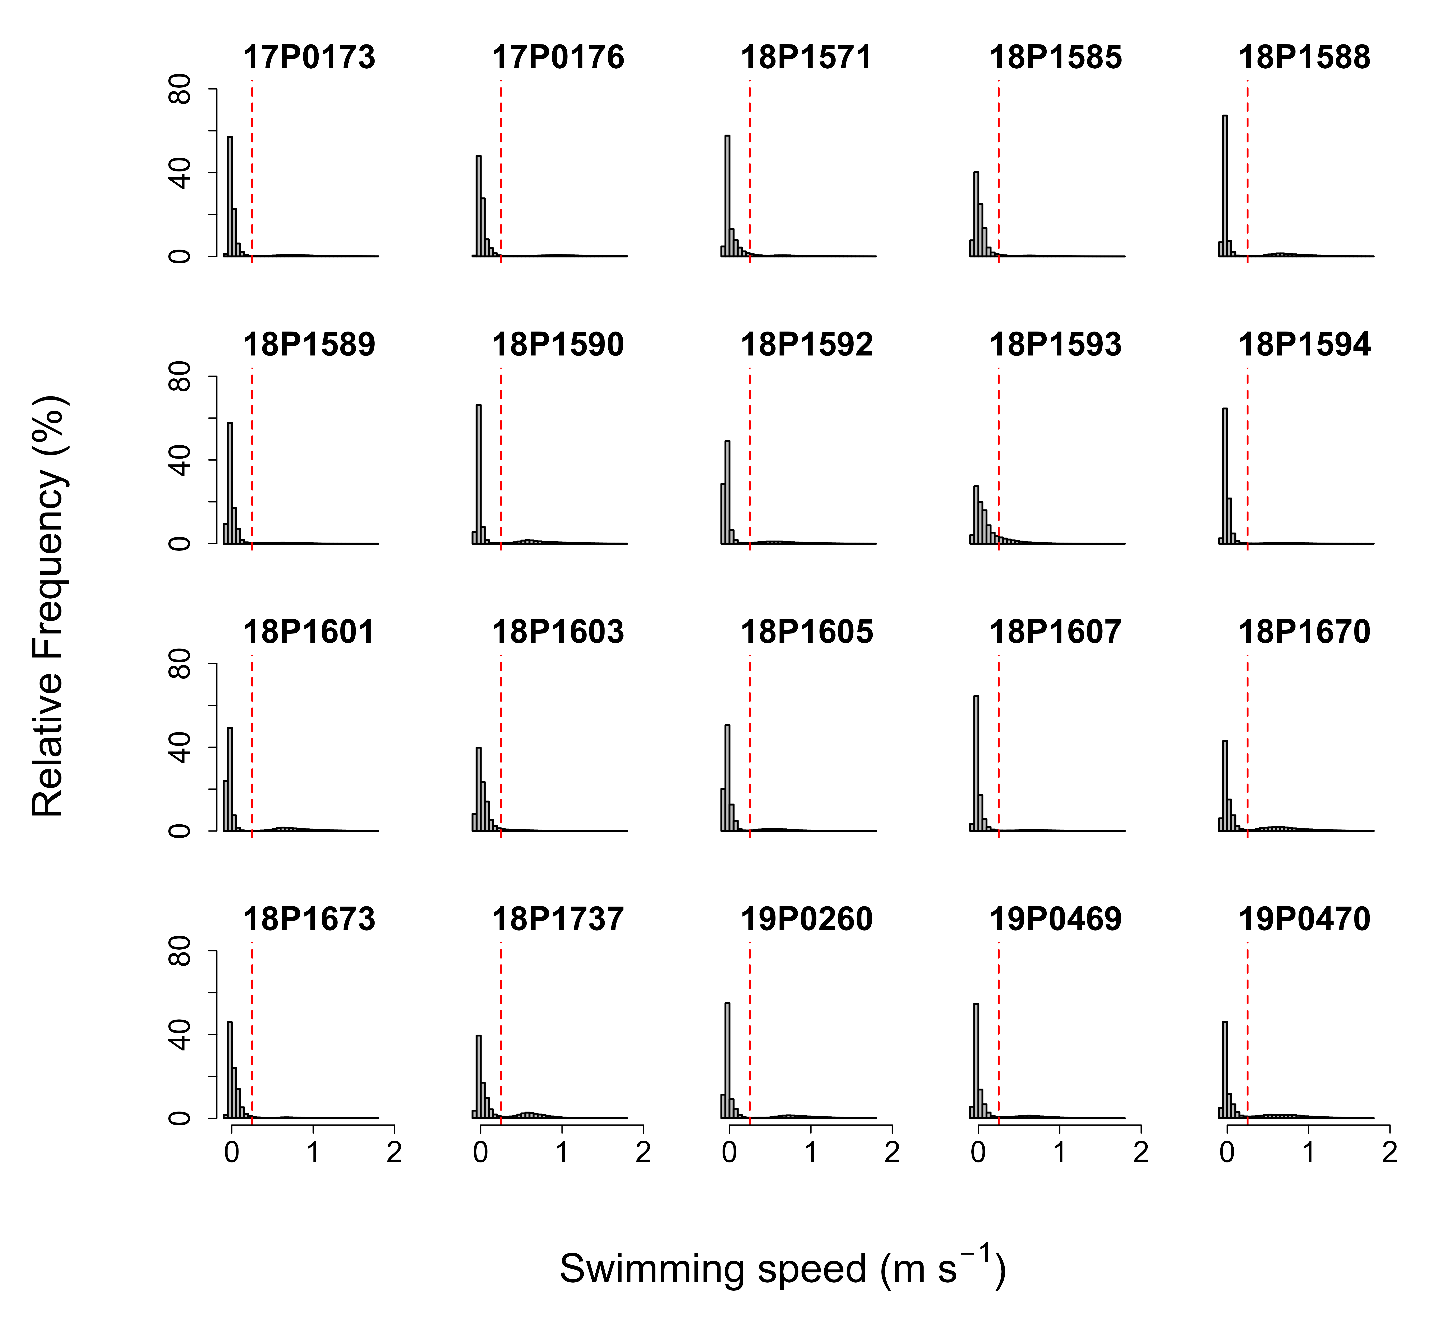 17P0173 17P0176 18P1571 18P1585 18P1588
80
40
0
18P1589 18P1590 18P1592 18P1593 18P1594
80
40
0
18P1601 18P1603 18P1605 18P1607 18P1670
80
40
0
18P1673 18P1737 19P0260 19P0469 19P0470
80
40
0
0 1 2 0 1 2 0 1 2 0 1 2 0 1 2
Relative Frequency (%)
Swimming speed (m s⁻¹)